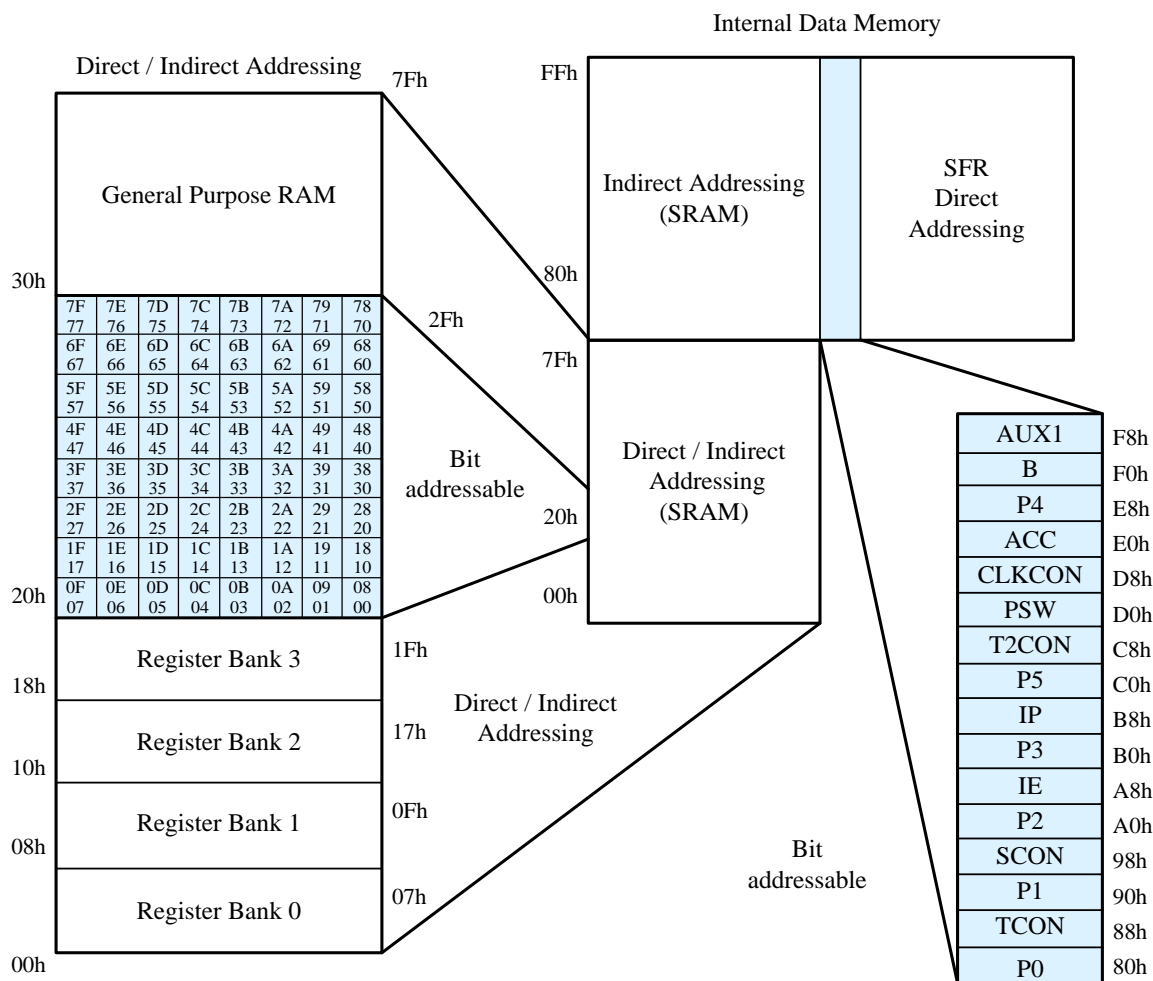 Internal Data Memory
Direct / Indirect Addressing
7Fh
General Purpose RAM
30h
7F 7E 7D 7C 7B 7A 79 78
77 76 75 74 73 72 71 70
6F 6E 6D 6C 6B 6A 69 68
67 66 65 64 63 62 61 60
5F 5E 5D 5C 5B 5A 59 58
57 56 55 54 53 52 51 50
4F 4E 4D 4C 4B 4A 49 48
47 46 45 44 43 42 41 40
3F 3E 3D 3C 3B 3A 39 38
37 36 35 34 33 32 31 30
2F 2E 2D 2C 2B 2A 29 28
27 26 25 24 23 22 21 20
1F 1E 1D 1C 1B 1A 19 18
17 16 15 14 13 12 11 10
0F 0E 0D 0C 0B 0A 09 08
07 06 05 04 03 02 01 00
2Fh
Bit
addressable
20h
Register Bank 3
1Fh
18h
Register Bank 2
17h
10h
Register Bank 1
0Fh
08h
Register Bank 0
07h
00h
Direct / Indirect
Addressing
FFh
Indirect Addressing
(SRAM)
80h
SFR
Direct
Addressing
7Fh
Direct / Indirect
Addressing
(SRAM)
20h
00h
Bit
addressable
AUX1 F8h
B F0h
P4 E8h
ACC E0h
CLKCON D8h
PSW D0h
T2CON C8h
P5 C0h
IP B8h
P3 B0h
IE A8h
P2 A0h
SCON 98h
P1 90h
TCON 88h
P0 80h